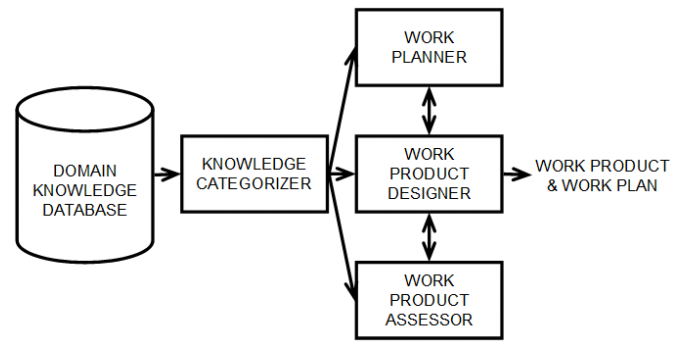 WORK
PLANNER
DOMAIN
KNOWLEDGE
DATABASE
KNOWLEDGE
CATEGORIZER
WORK
PRODUCT
DESIGNER
WORK PRODUCT
& WORK PLAN
WORK
PRODUCT
ASSESSOR